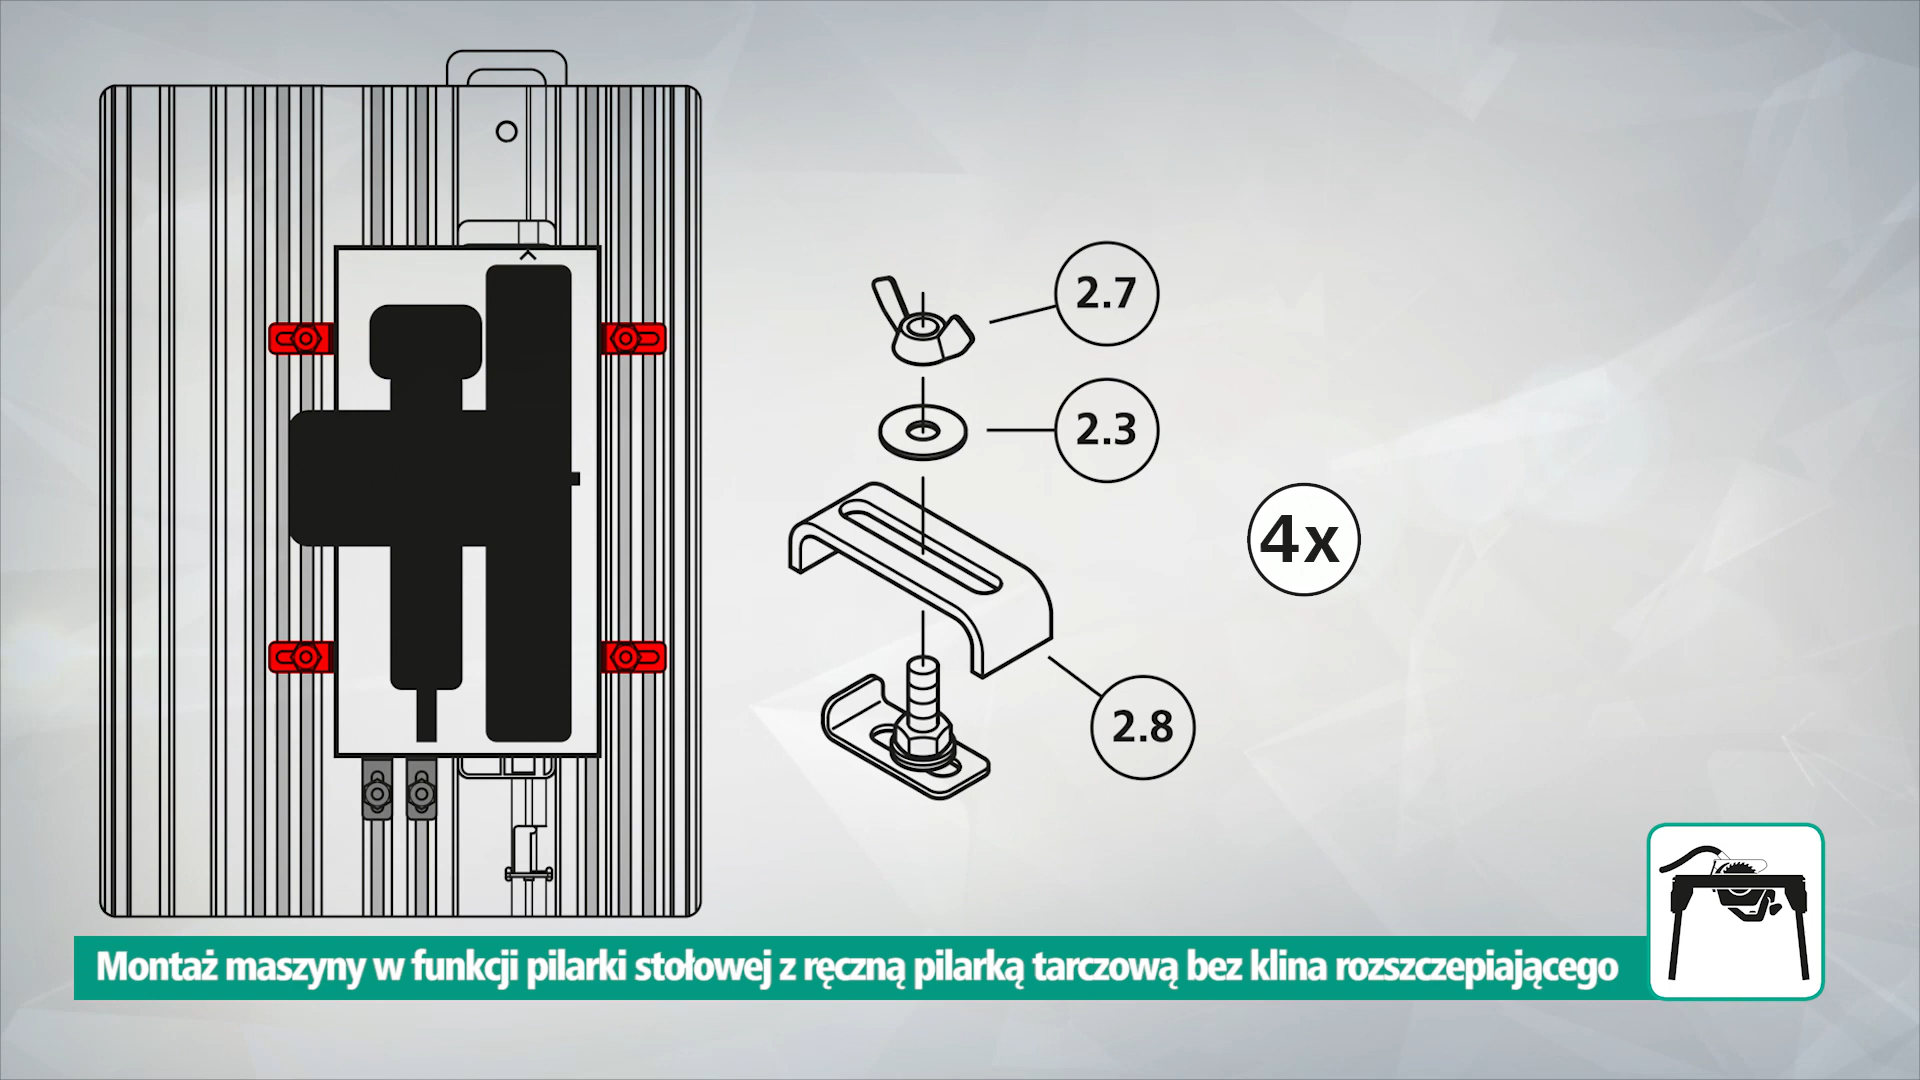 2.7
2.3
4x
2.8
Montaż maszyny w funkcji pilarki stołowej z ręczną pilarką tarczową bez klina rozszczepiającego